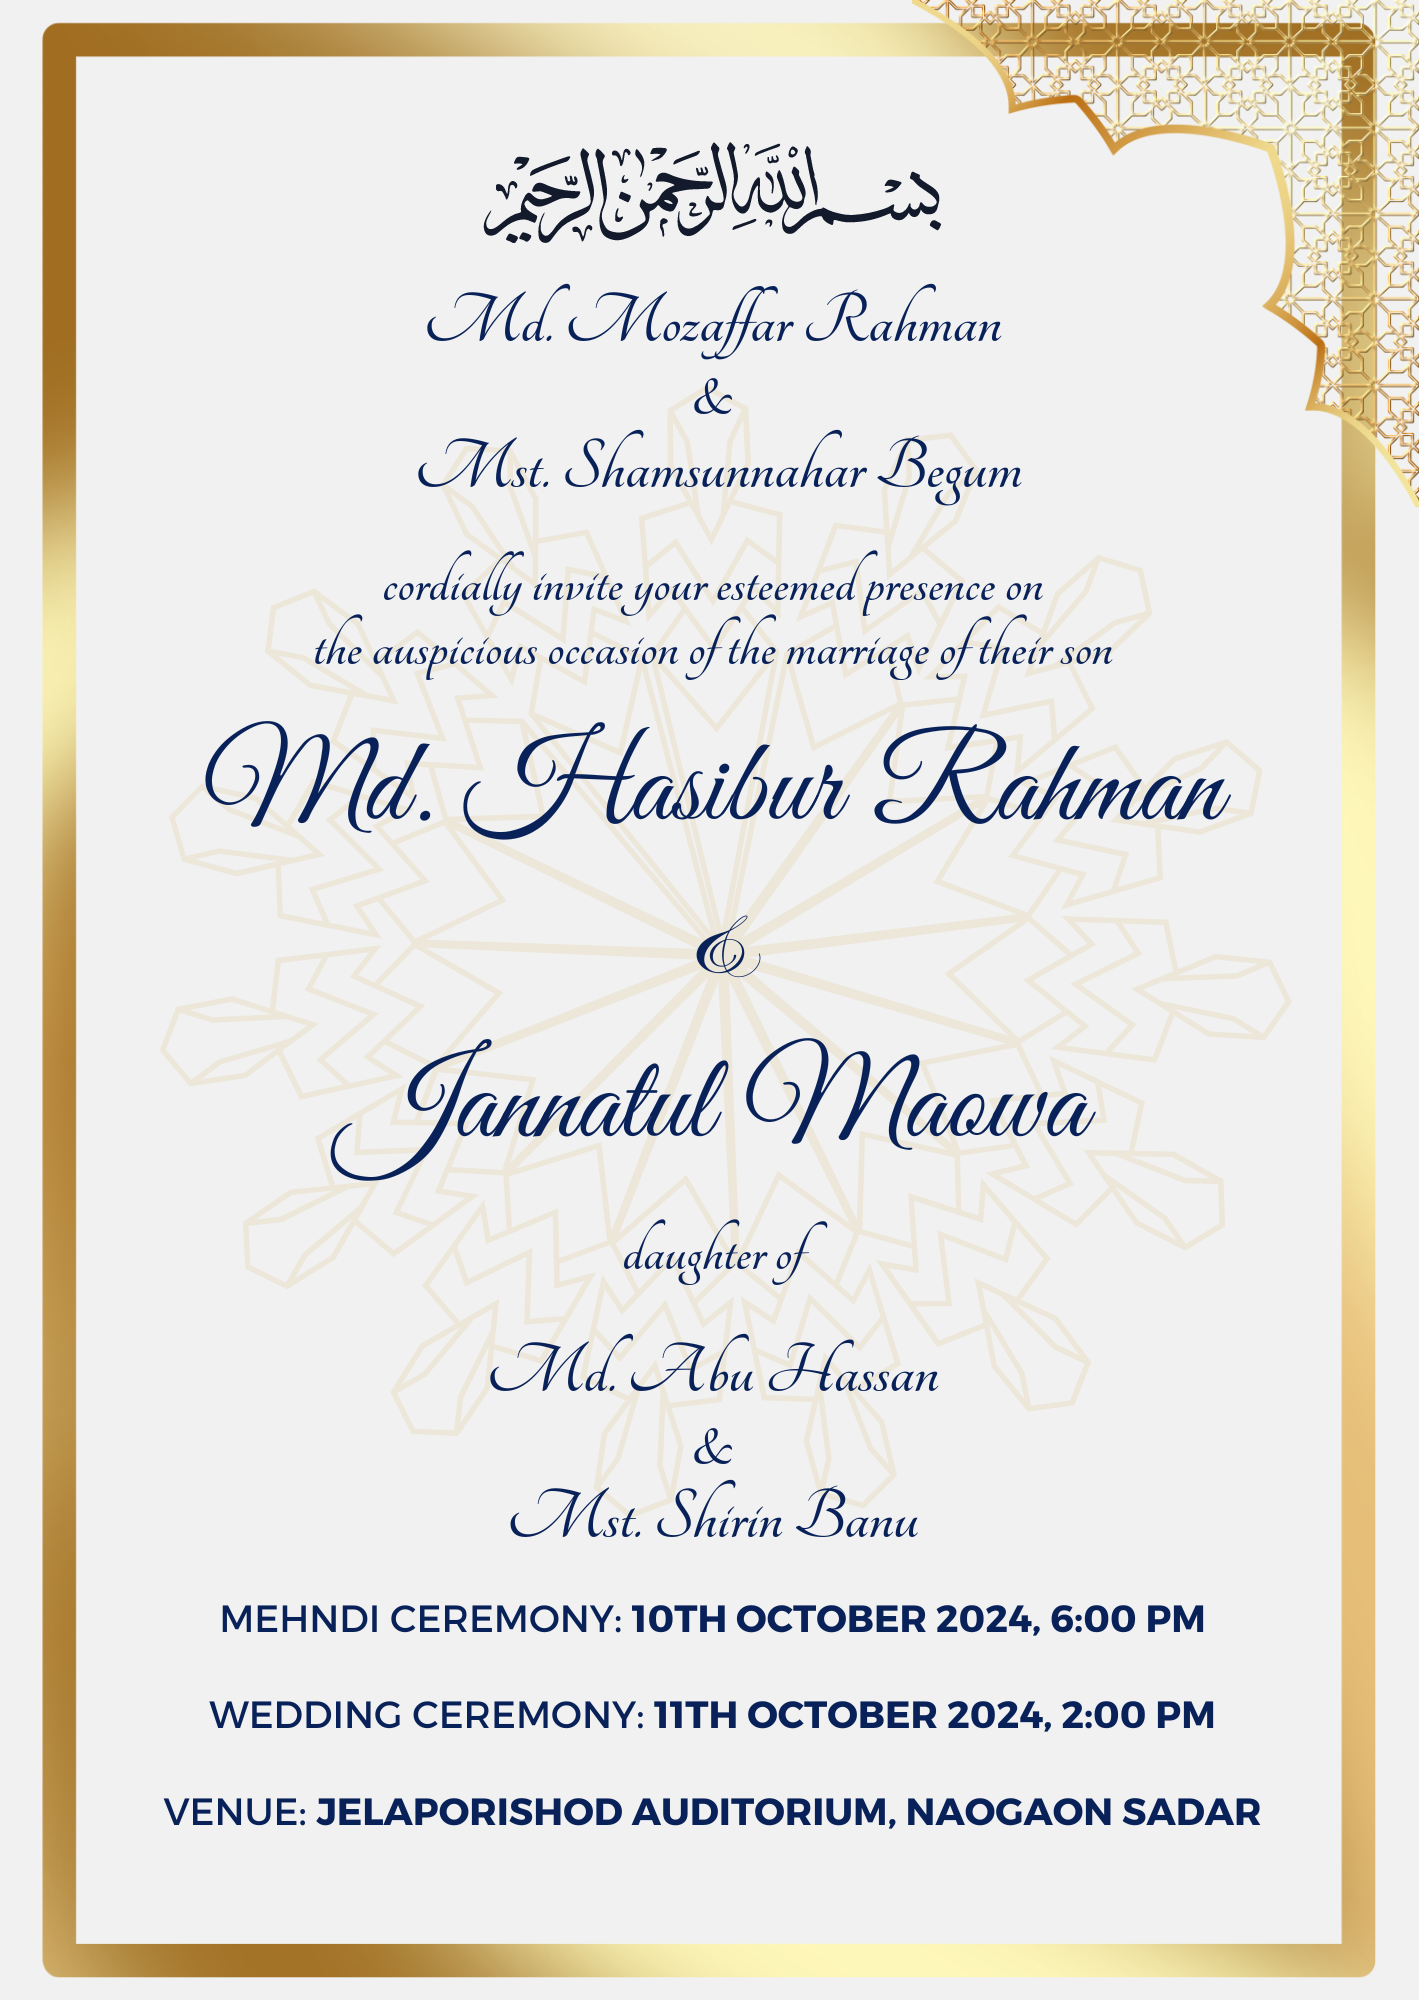 بسم الله الرحمن الرحيم
Md. Mozaffar Rahman
&
Mst. Shamsunnahar Begum
cordially invite your esteemed presence on
the auspicious occasion of the marriage of their son
Md. Hasibur Rahman
&
Jannatul Maowa
daughter of
Md. Abu Hassan
&
Mst. Shirin Banu
MEHNDI CEREMONY: 10TH OCTOBER 2024, 6:00 PM
WEDDING CEREMONY: 11TH OCTOBER 2024, 2:00 PM
VENUE: JELAPORISHOD AUDITORIUM, NAOGAON SADAR